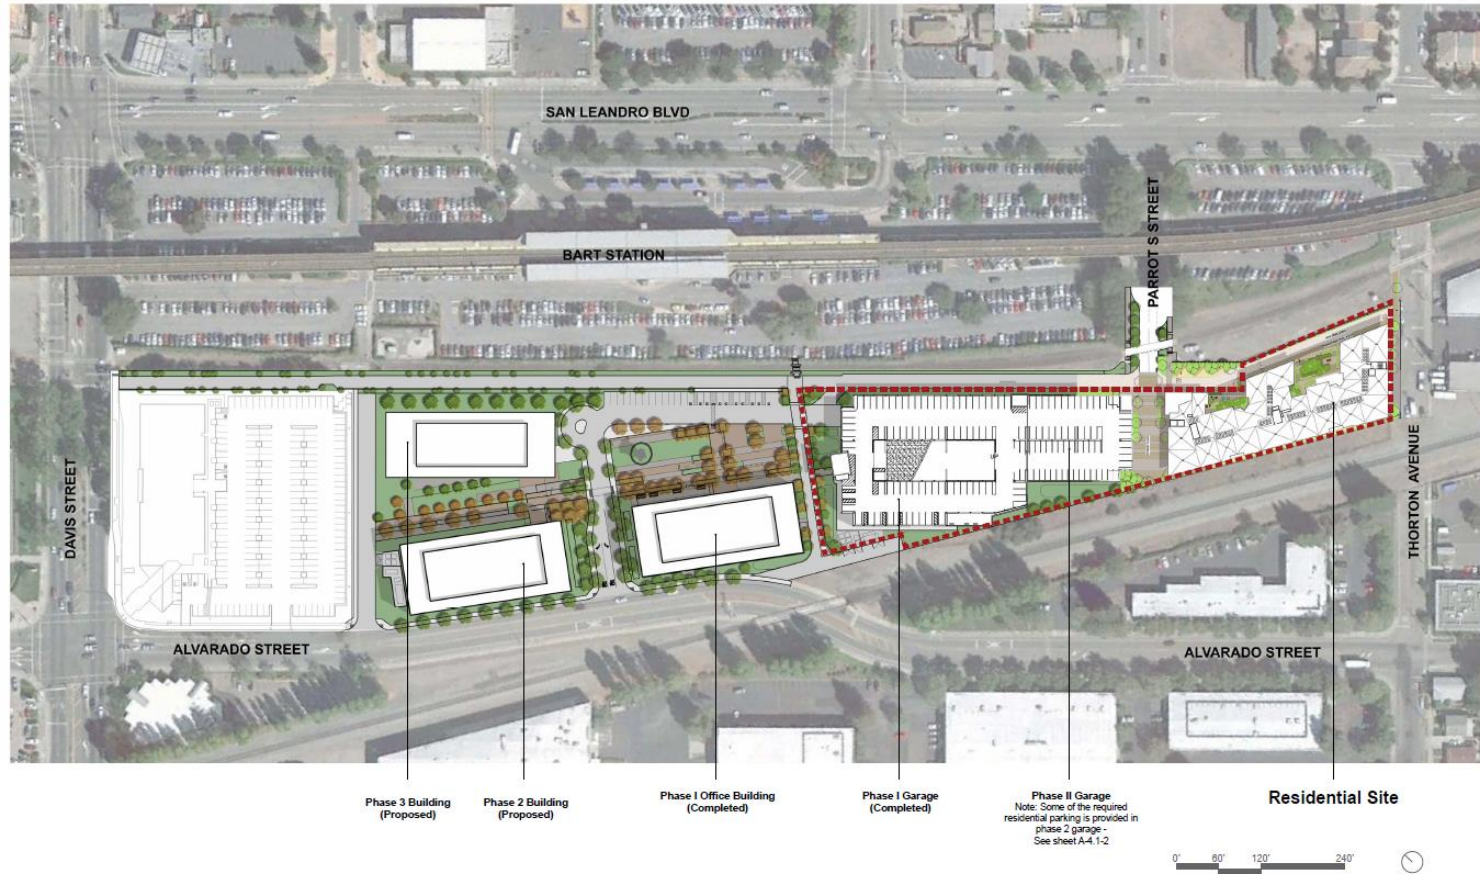 SAN LEANDRO BLVD
PARROT S STREET
BART STATION
DAVIS STREET
THORTON AVENUE
ALVARADO STREET
ALVARADO STREET
Phase 3 Building
(Proposed)
Phase 2 Building
(Proposed)
Phase I Office Building
(Completed)
Phase I Garage
(Completed)
Phase II Garage
Note: Some of the required
residential parking is provided in
phase 2 garage -
See sheet A-4.1-2
Residential Site
0' 60' 120' 240'